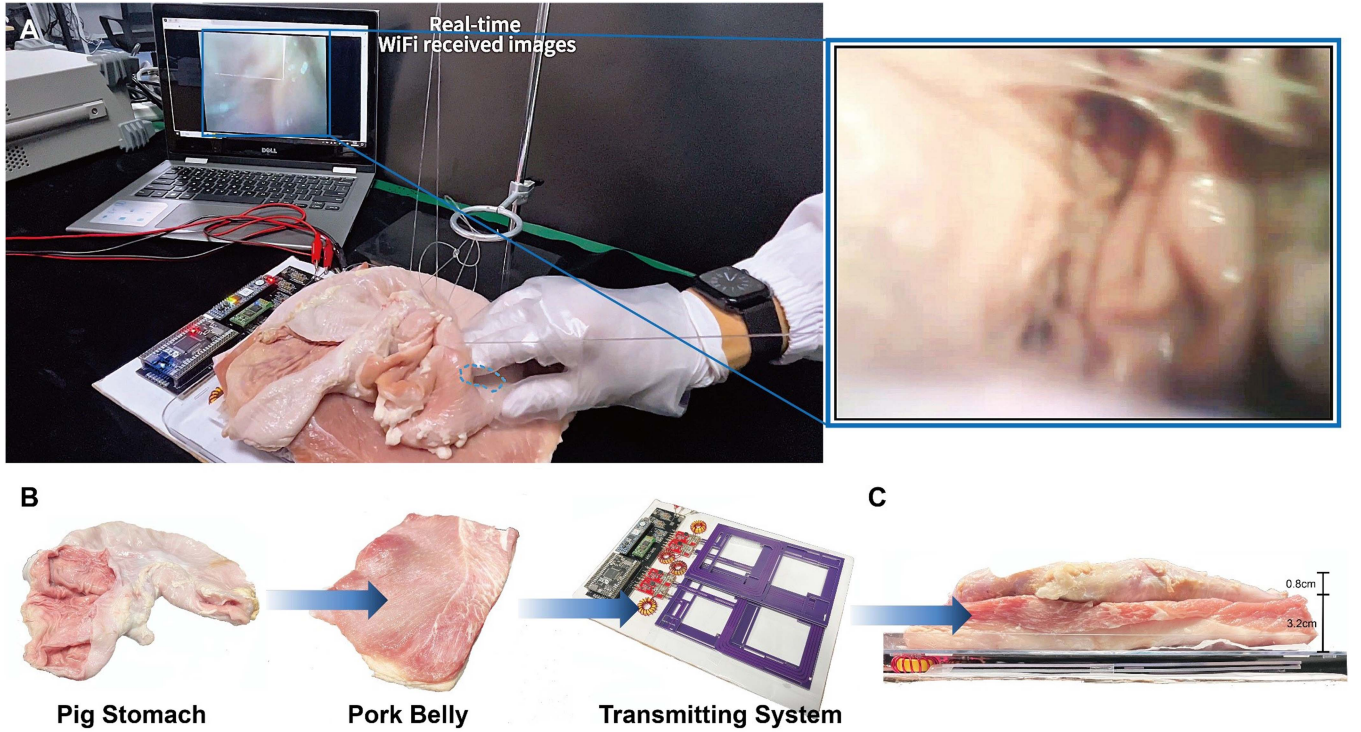 A
Real-time
WiFi received images
DELL
B
C
0.8cm
3.2cm
Pig Stomach
Pork Belly
Transmitting System